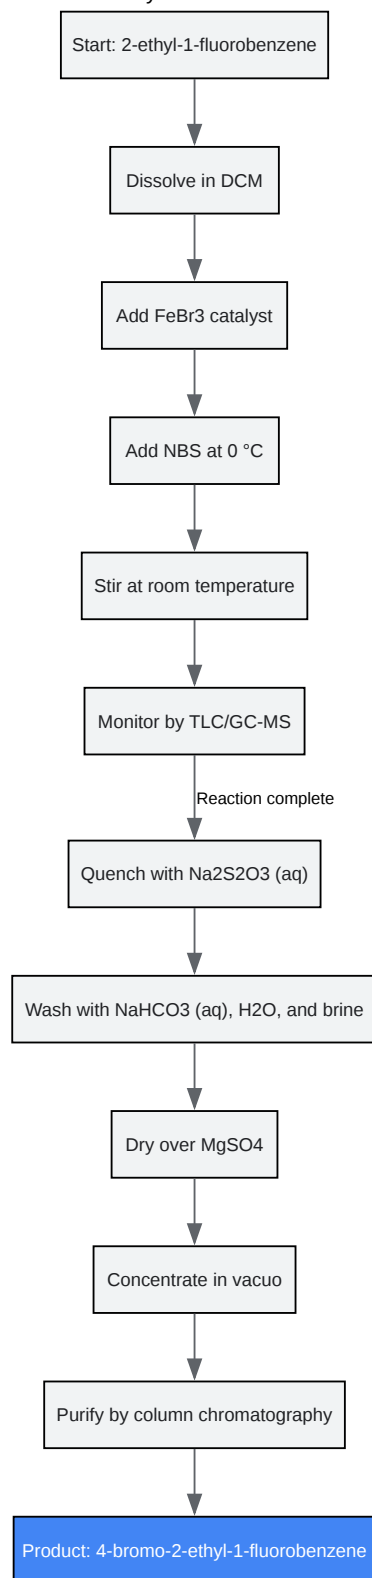 Start: 2-ethyl-1-fluorobenzene
Dissolve in DCM
Add FeBr3 catalyst
Add NBS at 0 °C
Stir at room temperature
Monitor by TLC/GC-MS
Reaction complete
Quench with Na2S2O3 (aq)
Wash with NaHCO3 (aq), H2O, and brine
Dry over MgSO4
Concentrate in vacuo
Purify by column chromatography
Product: 4-bromo-2-ethyl-1-fluorobenzene